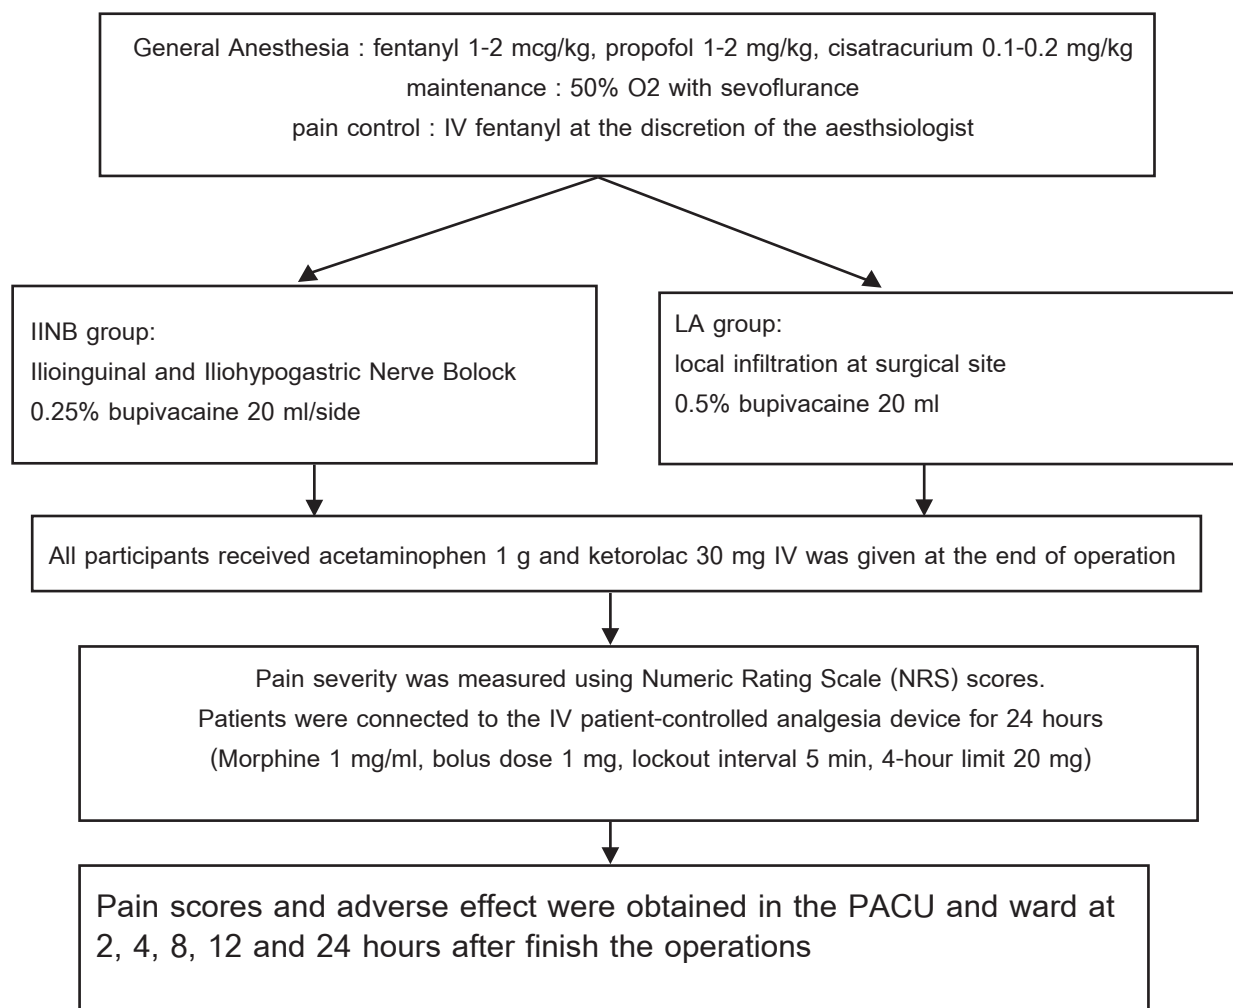 General Anesthesia : fentanyl 1-2 mcg/kg, propofol 1-2 mg/kg, cisatracurium 0.1-0.2 mg/kg
maintenance : 50% O2 with sevoflurance
pain control : IV fentanyl at the discretion of the aesthsiologist
IINB group:
Ilioinguinal and Iliohypogastric Nerve Bolock
0.25% bupivacaine 20 ml/side
LA group:
local infiltration at surgical site
0.5% bupivacaine 20 ml
All participants received acetaminophen 1 g and ketorolac 30 mg IV was given at the end of operation
Pain severity was measured using Numeric Rating Scale (NRS) scores.
Patients were connected to the IV patient-controlled analgesia device for 24 hours
(Morphine 1 mg/ml, bolus dose 1 mg, lockout interval 5 min, 4-hour limit 20 mg)
Pain scores and adverse effect were obtained in the PACU and ward at
2, 4, 8, 12 and 24 hours after finish the operations